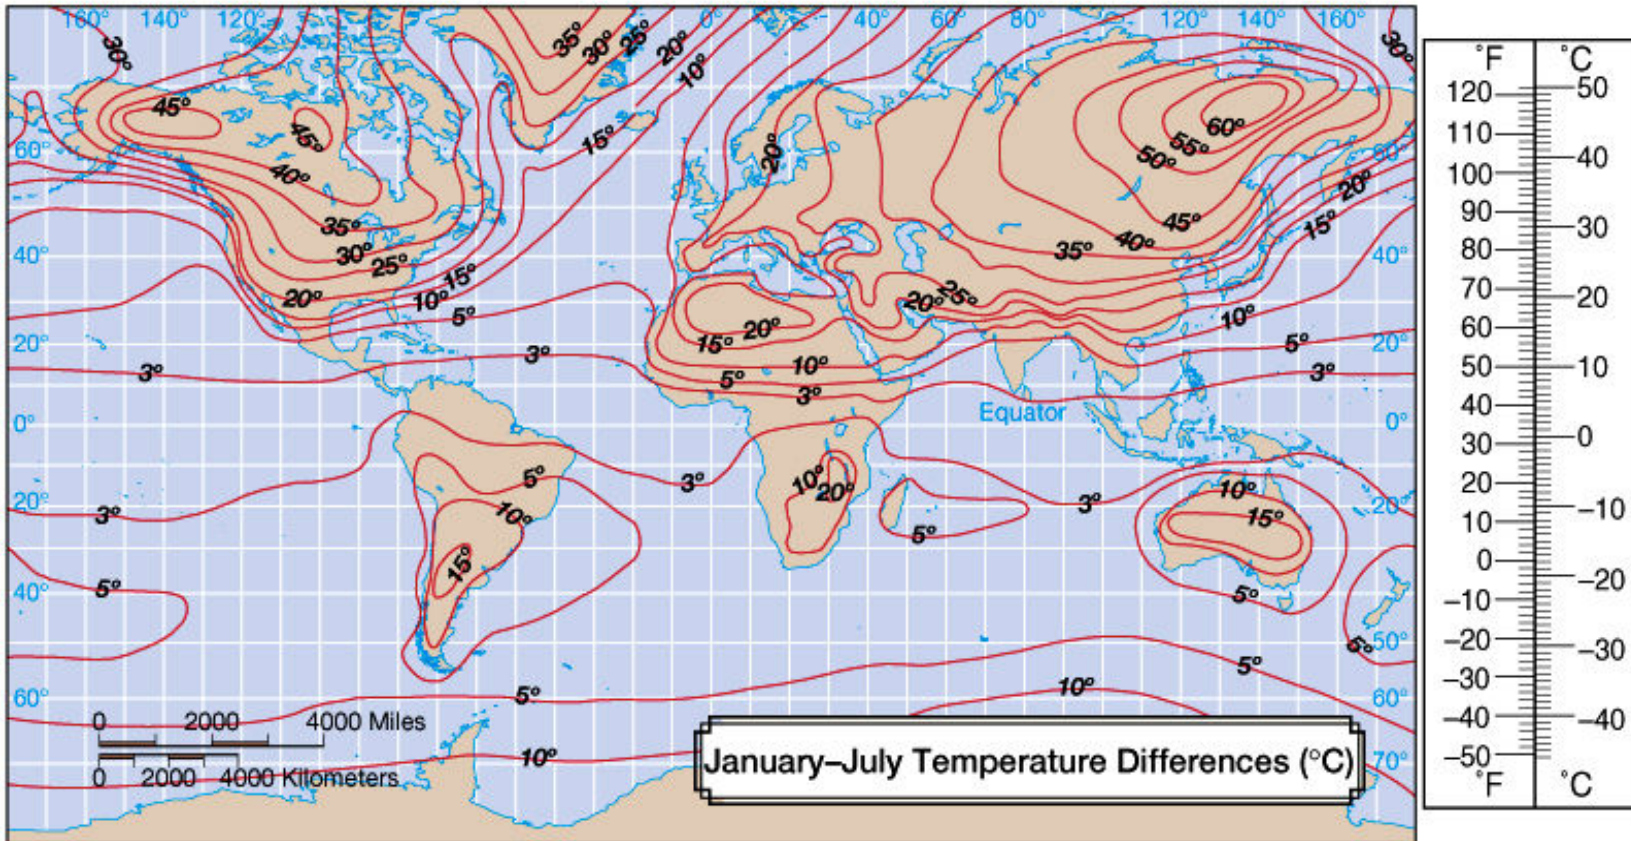 160° 140° 120° 0° 40° 60° 80° 120° 140° 160°
30° 35° 30° 25° 20° 10° 30°
45° 45° 15° 20° 60° 55° 50°
60° 60°
40° 20° 15°
35° 45° 40° 35°
30° 25° 15°
40° 40°
20° 10° 5° 20° 25° 10°
15° 20° 5°
20° 20°
3° 3° 10° 5° 3° 3°
Equator
0° 0°
5° 3° 10° 20° 3° 10°
20° 20°
3° 10° 5° 15°
15° 5° 5°
40°
5° 50°
5° 5° 10°
60° 60°
0 2000 4000 Miles
10°
0 2000 4000 Kilometers
70°
January–July Temperature Differences (°C)
°F °C
120 50
110
100 40
90
80 30
70
60 20
50 10
40
30 0
20
10 −10
0
−10 −20
−20
−30 −30
−40 −40
−50
°F °C